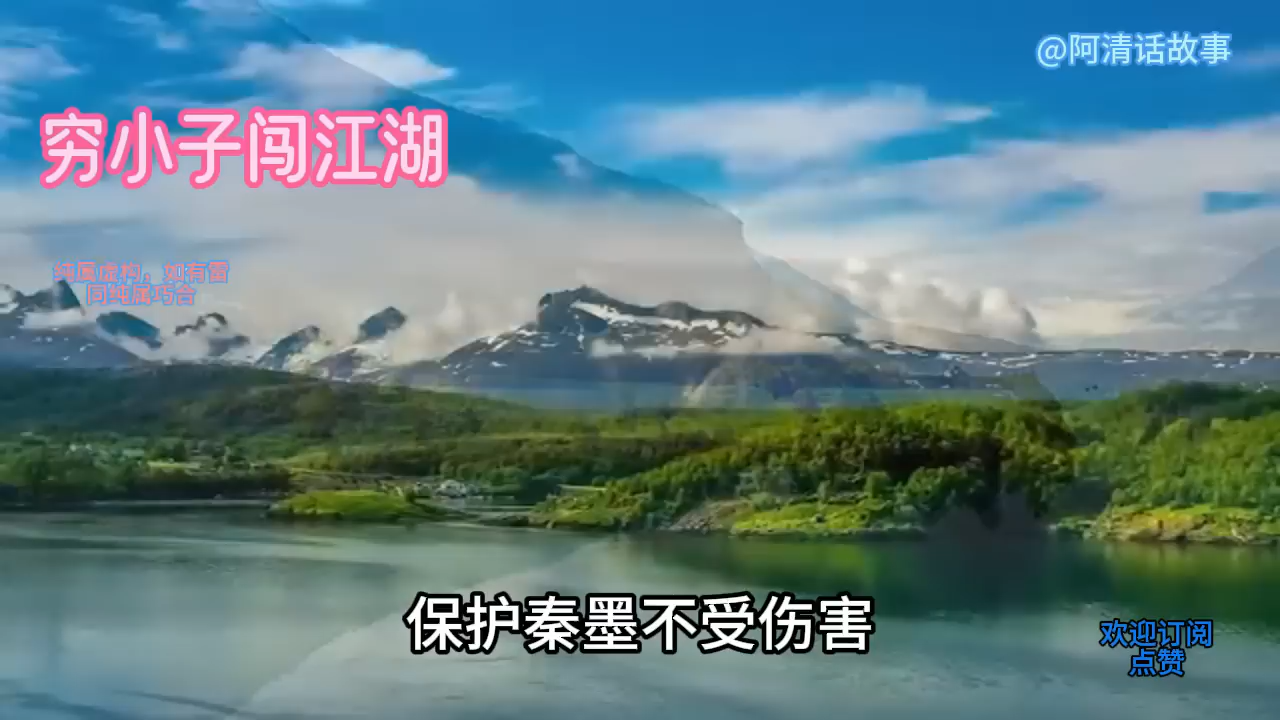 @阿清话故事
穷小子闯江湖
纯属虚构，如有雷
同纯属巧合
保护秦墨不受伤害
欢迎订阅
点赞